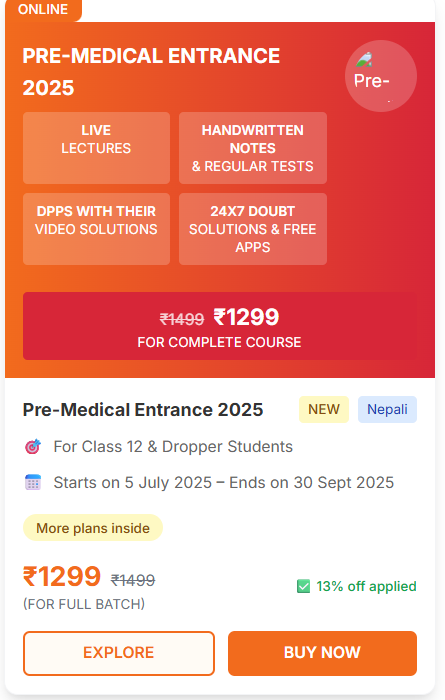 ONLINE
PRE-MEDICAL ENTRANCE
2025
Pre-
LIVE
LECTURES
HANDWRITTEN
NOTES
& REGULAR TESTS
DPPS WITH THEIR
VIDEO SOLUTIONS
24X7 DOUBT
SOLUTIONS & FREE
APPS
₹1499 ₹1299
FOR COMPLETE COURSE
Pre-Medical Entrance 2025
NEW
Nepali
For Class 12 & Dropper Students
Starts on 5 July 2025 – Ends on 30 Sept 2025
More plans inside
₹1299 ₹1499
(FOR FULL BATCH)
13% off applied
EXPLORE
BUY NOW